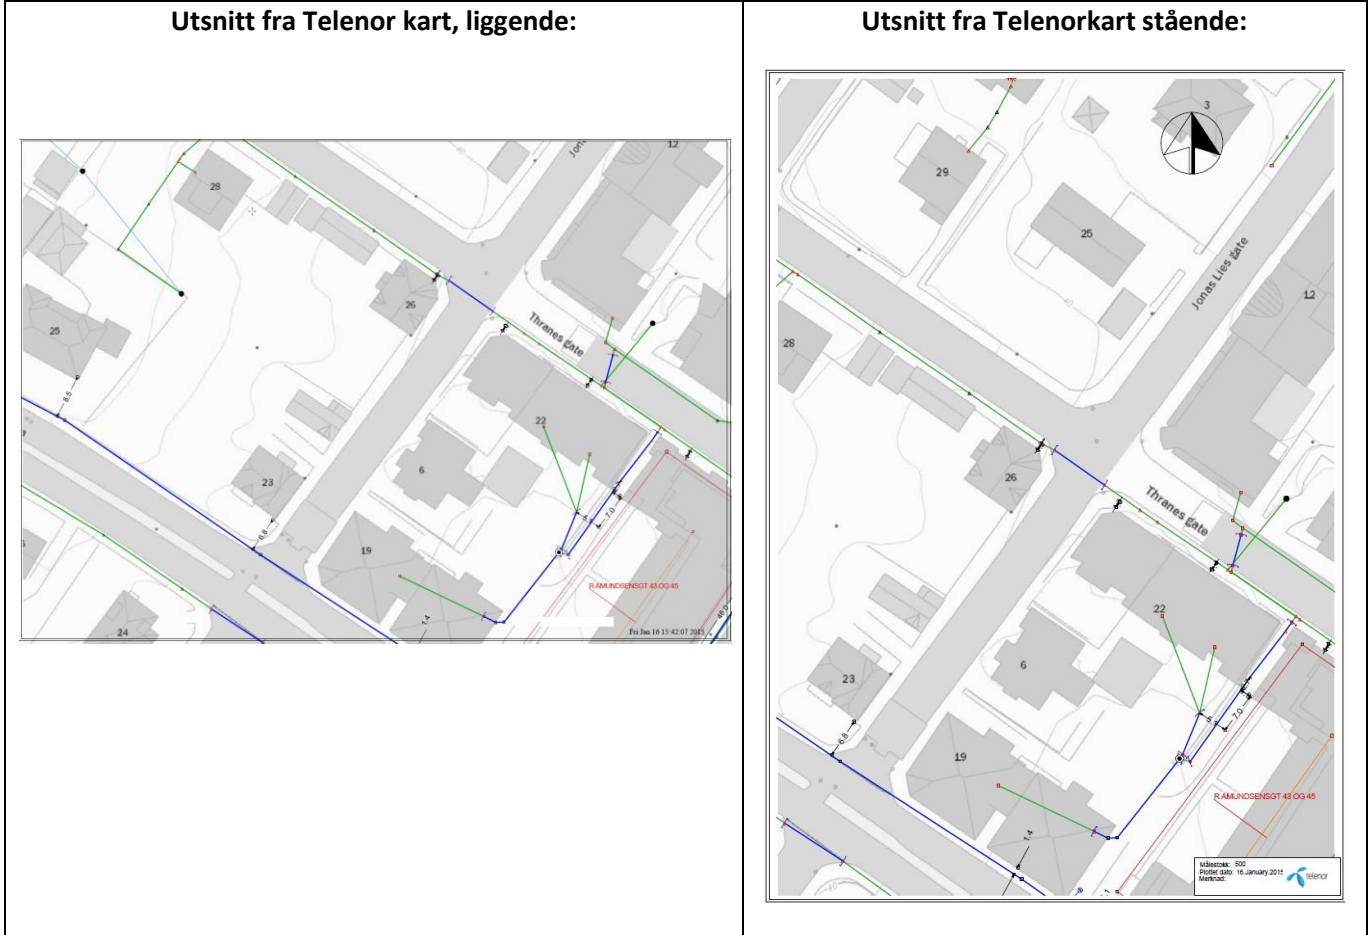 Utsnitt fra Telenor kart, liggende:
Jon
12
28
26
Thranes gate
25
8.5
22
6
23
6.8
7.0
19
R.AMUNDSENSGT 43 OG 45
1.4
24
Fri Jan 16 15:42:07 2015
Utsnitt fra Telenorkart stående:
3
29
25
Jonas Lies gate
12
28
26
Thranes gate
22
6
23
7.0
6.8
19
R.AMUNDSENSGT 43 OG 45
1.4
Målestokk: 500
Plottet dato: 16.January.2015
Merknad:
telenor